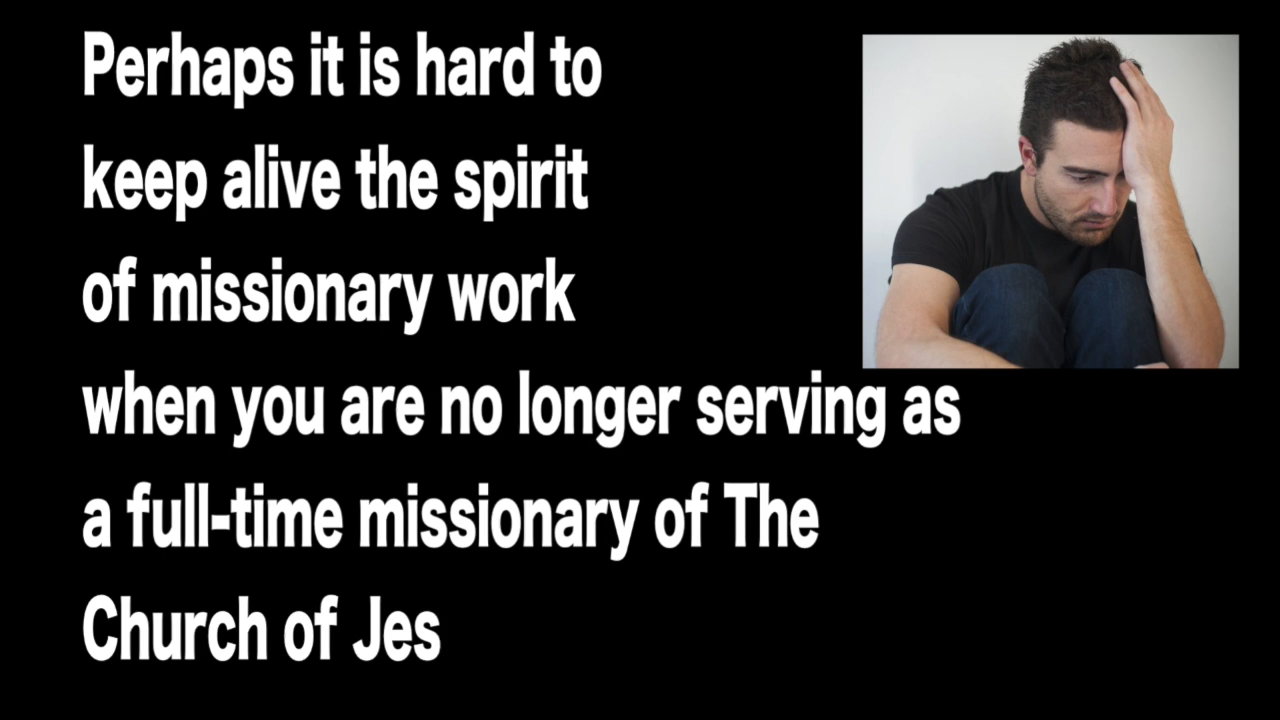 Perhaps it is hard to
keep alive the spirit
of missionary work
when you are no longer serving as
a full-time missionary of The
Church of Jes